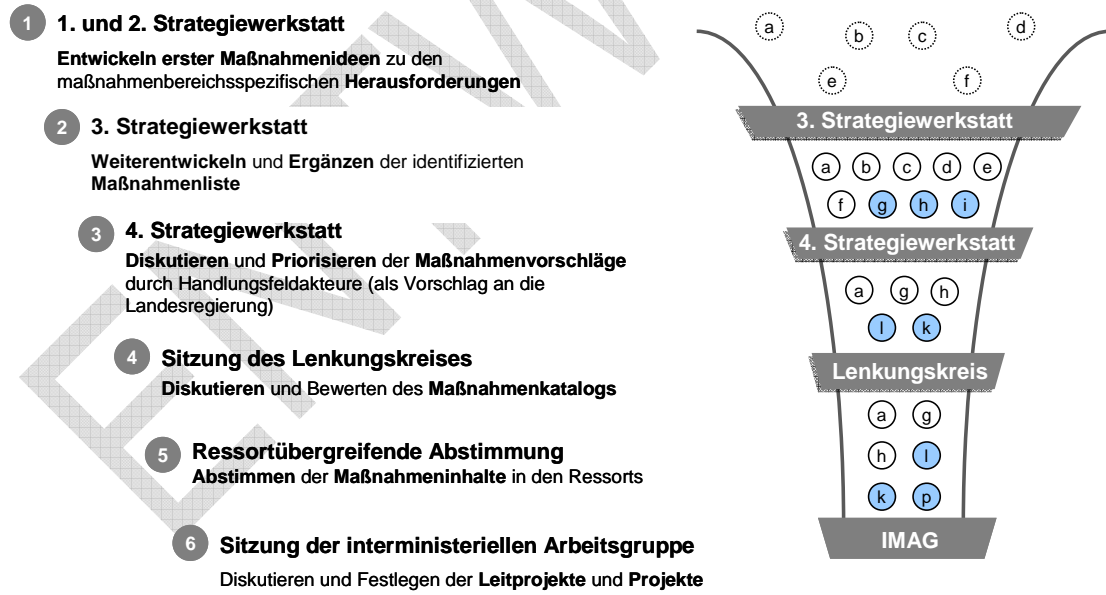 1 1. und 2. Strategiewerkstatt
Entwickeln erster Maßnahmenideen zu den
maßnahmenbereichsspezifischen Herausforderungen
2 3. Strategiewerkstatt
Weiterentwickeln und Ergänzen der identifizierten
Maßnahmenliste
3 4. Strategiewerkstatt
Diskutieren und Priorisieren der Maßnahmenvorschläge
durch Handlungsfeldakteure (als Vorschlag an die
Landesregierung)
4 Sitzung des Lenkungskreises
Diskutieren und Bewerten des Maßnahmenkatalogs
5 Ressortübergreifende Abstimmung
Abstimmen der Maßnahmeninhalte in den Ressorts
6 Sitzung der interministeriellen Arbeitsgruppe
Diskutieren und Festlegen der Leitprojekte und Projekte
a b c d
e f
3. Strategiewerkstatt
a b c d e
f g h i
4. Strategiewerkstatt
a g h
l k
Lenkungskreis
a g
h l
k p
IMAG